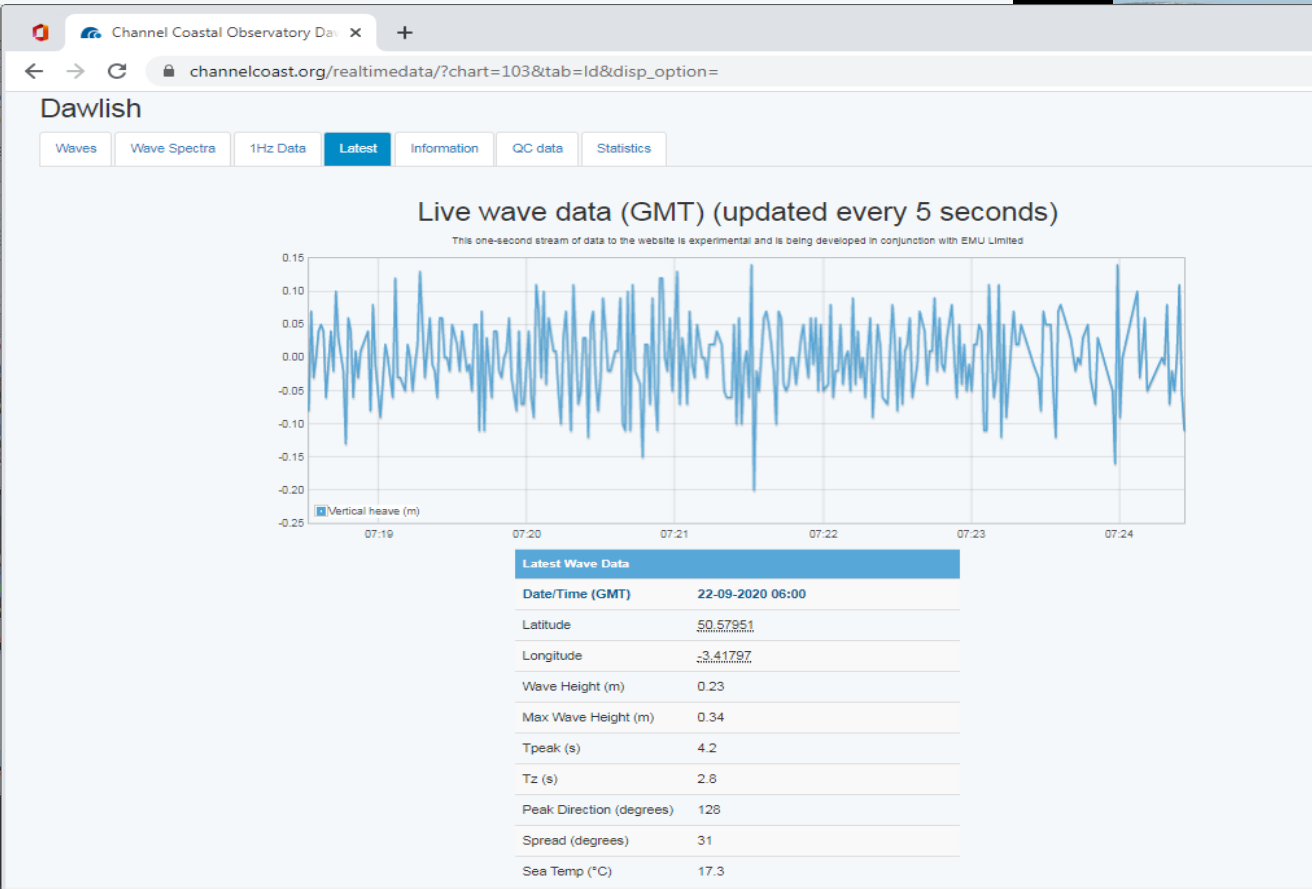 Channel Coastal Observatory Da
channelcoast.org/realtimedata/?chart=103&tab=ld&disp_option=
Dawlish
Waves Wave Spectra 1Hz Data Latest Information QC data Statistics
Live wave data (GMT) (updated every 5 seconds)
This one-second stream of data to the website is experimental and is being developed in conjunction with EMU Limited
0.15
0.10
0.05
0.00
-0.05
-0.10
-0.15
-0.20
-0.25
Vertical heave (m)
07:19 07:20 07:21 07:22 07:23 07:24
Latest Wave Data
Date/Time (GMT) 22-09-2020 06:00
Latitude 50.57951
Longitude -3.41797
Wave Height (m) 0.23
Max Wave Height (m) 0.34
Tpeak (s) 4.2
Tz (s) 2.8
Peak Direction (degrees) 128
Spread (degrees) 31
Sea Temp (°C) 17.3